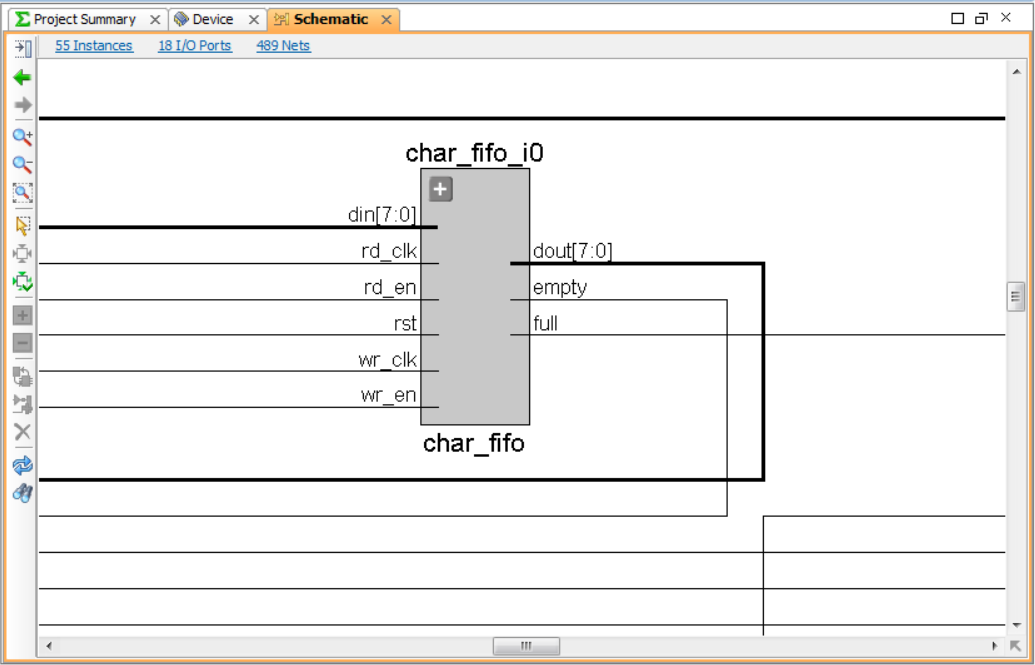 Project Summary Device Schematic
55 Instances 18 I/O Ports 489 Nets
char_fifo_i0
din[7:0]
rd_clk dout[7:0]
rd_en empty
rst full
wr_clk
wr_en
char_fifo